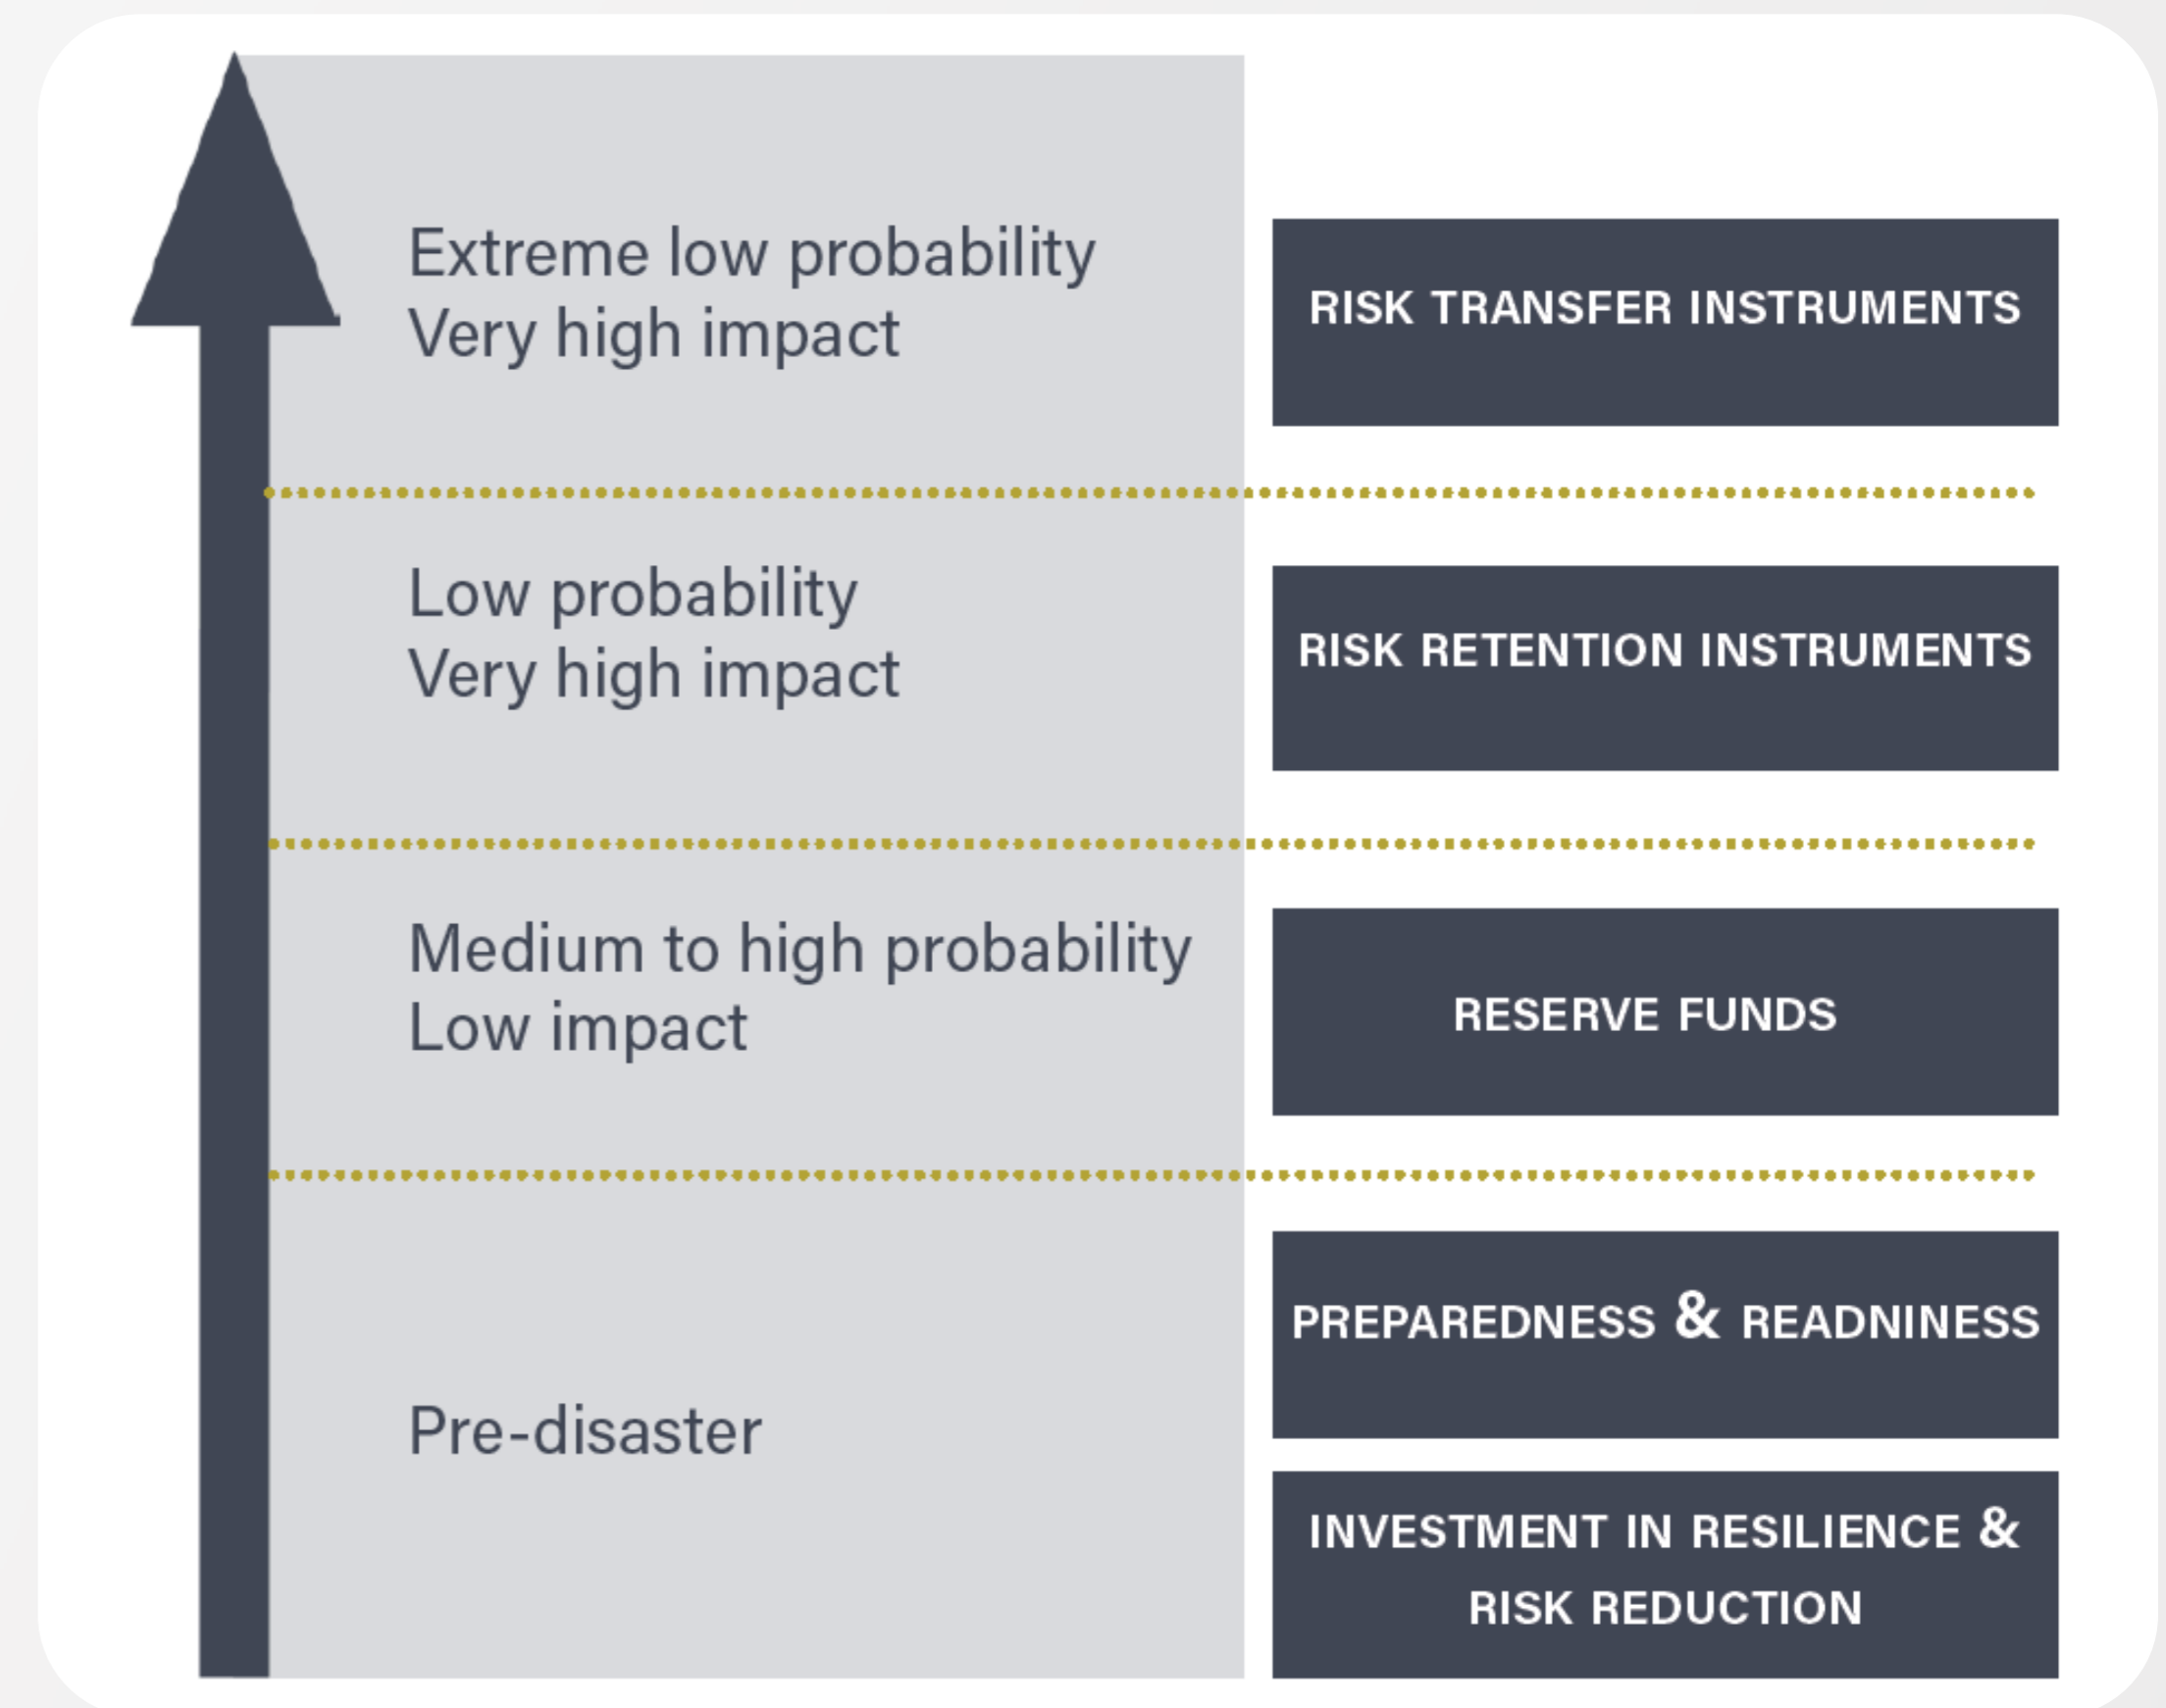 Extreme low probability
Very high impact
RISK TRANSFER INSTRUMENTS
Low probability
Very high impact
RISK RETENTION INSTRUMENTS
Medium to high probability
Low impact
RESERVE FUNDS
Pre-disaster
PREPAREDNESS & READNINESS
INVESTMENT IN RESILIENCE &
RISK REDUCTION